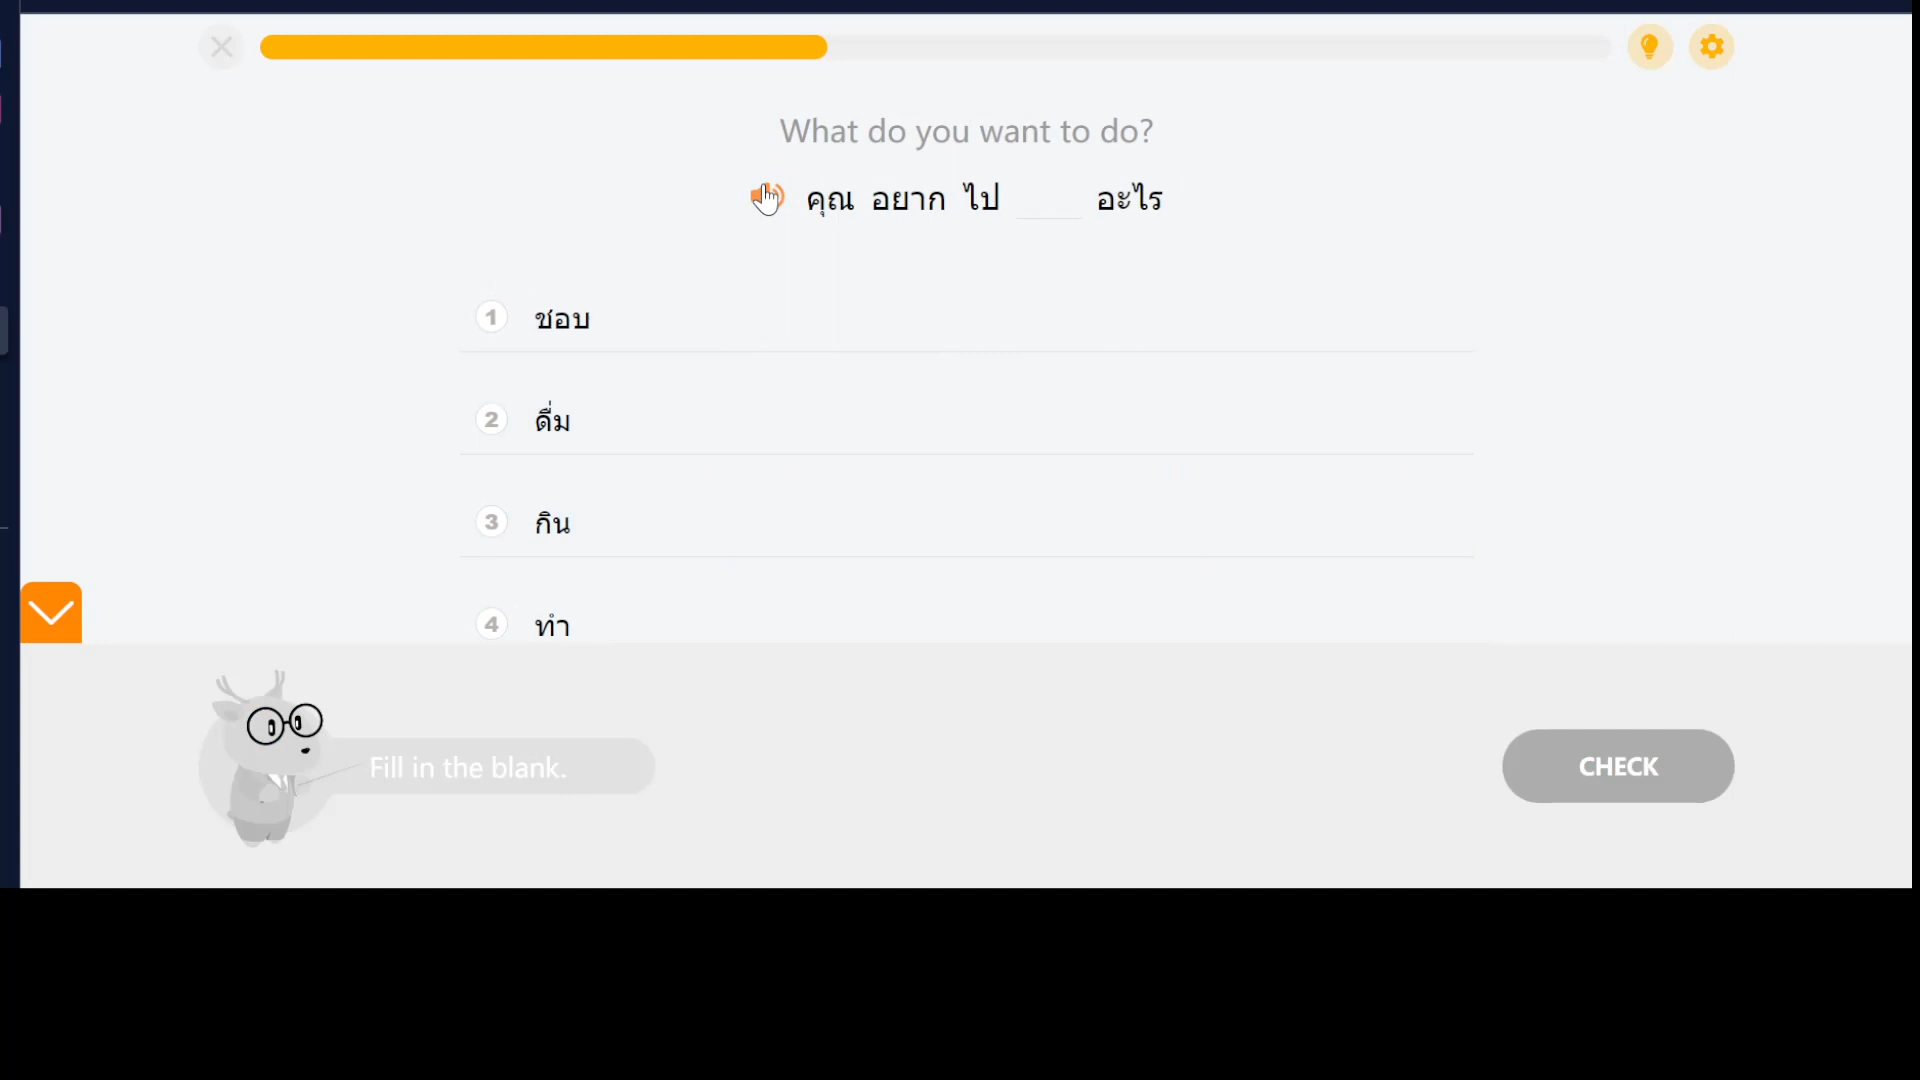 What do you want to do?
คุณ อยาก ไป ____ อะไร
1 ชอบ
2 ดื่ม
3 กิน
4 ทำ
Fill in the blank.
CHECK